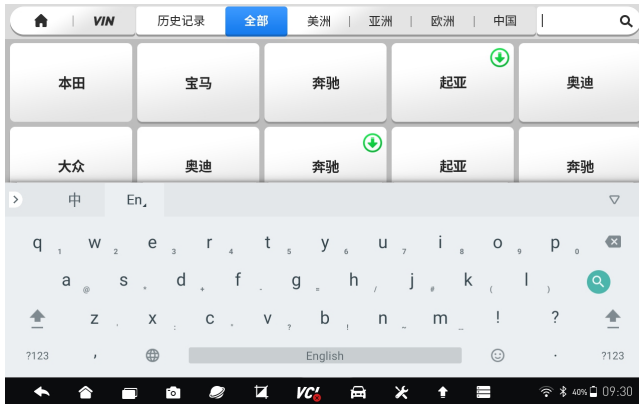 VIN 历史记录 全部 美洲 | 亚洲 | 欧洲 | 中国
本田 宝马 奔驰 起亚 奥迪
大众 奥迪 奔驰 起亚 奔驰
中 En
q 1 w 2 e 3 r 4 t 5 y 6 u 7 i 8 o 9 p 0
a @ s * d + f - g = h / j # k ( l )
z x : c v ? b ! n ~ m _ ! ?
?123 , English . ?123
VCI 40% 09:30